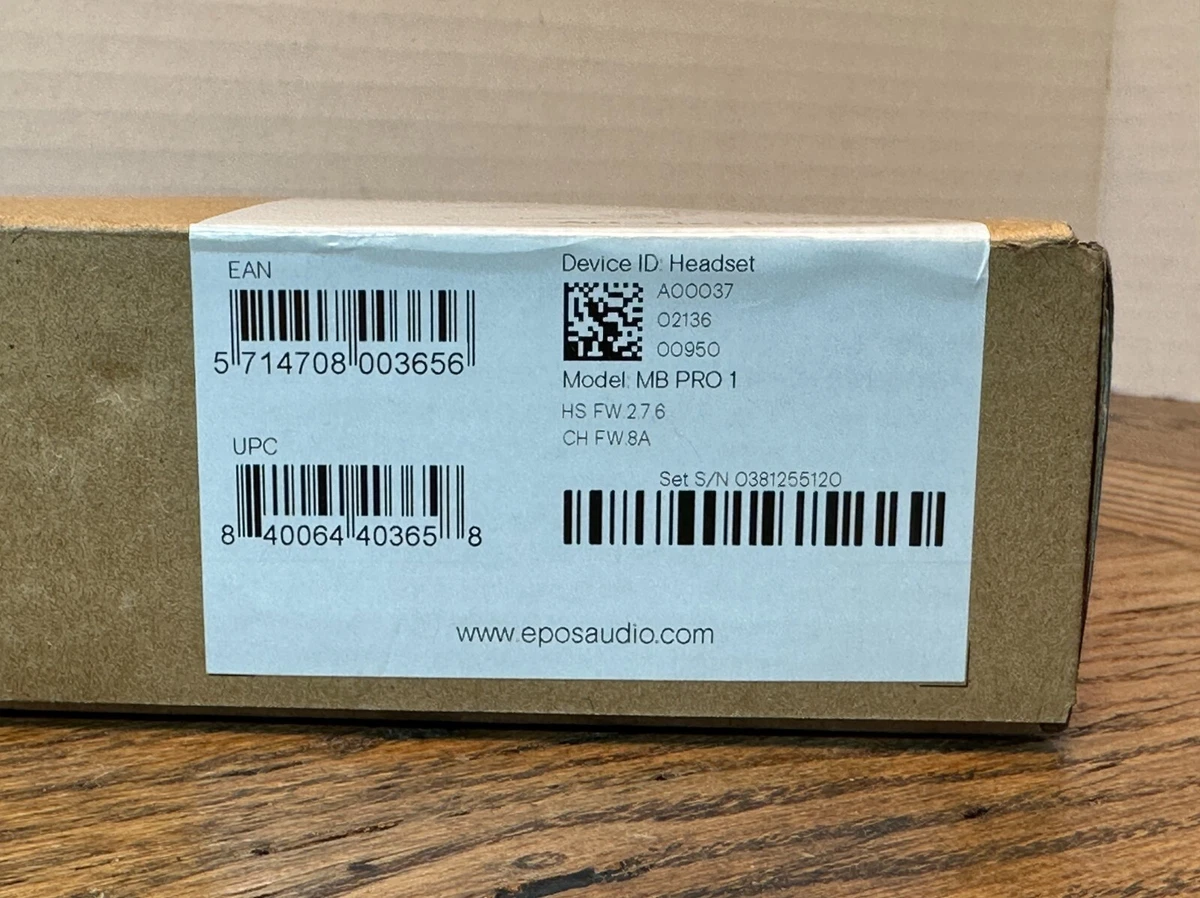 EAN
5 714708 003656
UPC
8 40064 40365 8
Device ID: Headset
A00037
02136
00950
Model: MB PRO 1
HS FW.2.7.6
CH FW.8A
Set S/N 0381255120
www.eposaudio.com